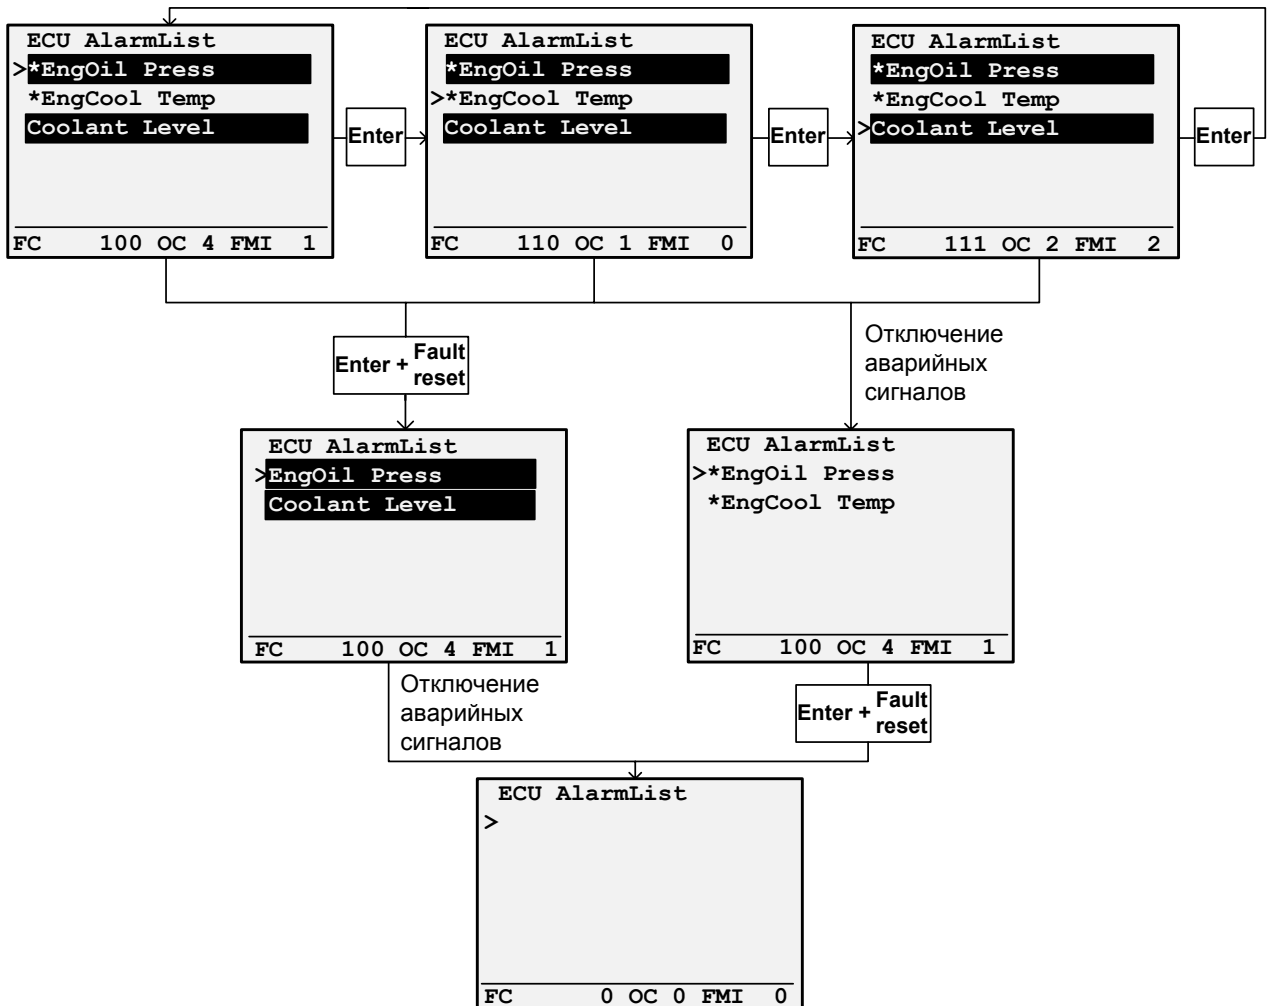 ECU AlarmList
>*EngOil Press
*EngCool Temp
Coolant Level
FC 100 OC 4 FMI 1
Enter
ECU AlarmList
*EngOil Press
>*EngCool Temp
Coolant Level
FC 110 OC 1 FMI 0
Enter
ECU AlarmList
*EngOil Press
*EngCool Temp
>Coolant Level
FC 111 OC 2 FMI 2
Enter
Enter + Fault
reset
Отключение
аварийных
сигналов
ECU AlarmList
>EngOil Press
Coolant Level
FC 100 OC 4 FMI 1
ECU AlarmList
>*EngOil Press
*EngCool Temp
FC 100 OC 4 FMI 1
Отключение
аварийных
сигналов
Enter + Fault
reset
ECU AlarmList
>
FC 0 OC 0 FMI 0